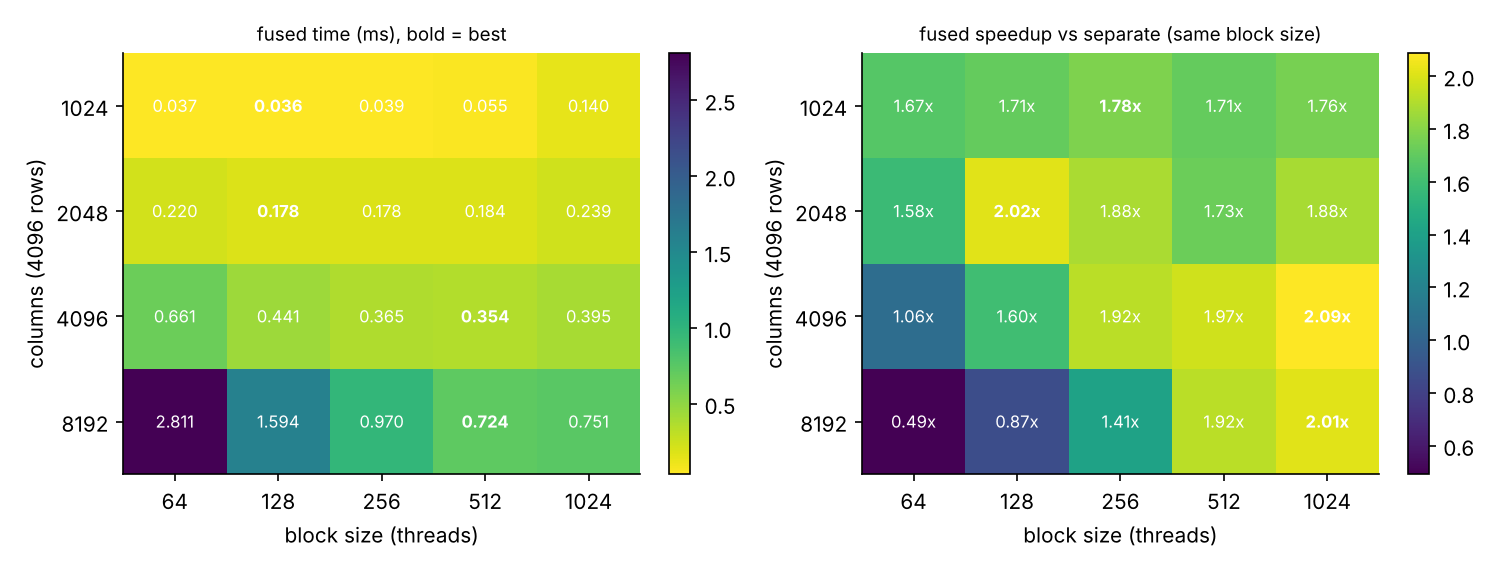 fused time (ms), bold = best
columns (4096 rows)
1024 0.037 0.036 0.039 0.055 0.140
2048 0.220 0.178 0.178 0.184 0.239
4096 0.661 0.441 0.365 0.354 0.395
8192 2.811 1.594 0.970 0.724 0.751
64 128 256 512 1024
block size (threads)
2.5
2.0
1.5
1.0
0.5
fused speedup vs separate (same block size)
columns (4096 rows)
1024 1.67x 1.71x 1.78x 1.71x 1.76x
2048 1.58x 2.02x 1.88x 1.73x 1.88x
4096 1.06x 1.60x 1.92x 1.97x 2.09x
8192 0.49x 0.87x 1.41x 1.92x 2.01x
64 128 256 512 1024
block size (threads)
2.0
1.8
1.6
1.4
1.2
1.0
0.8
0.6